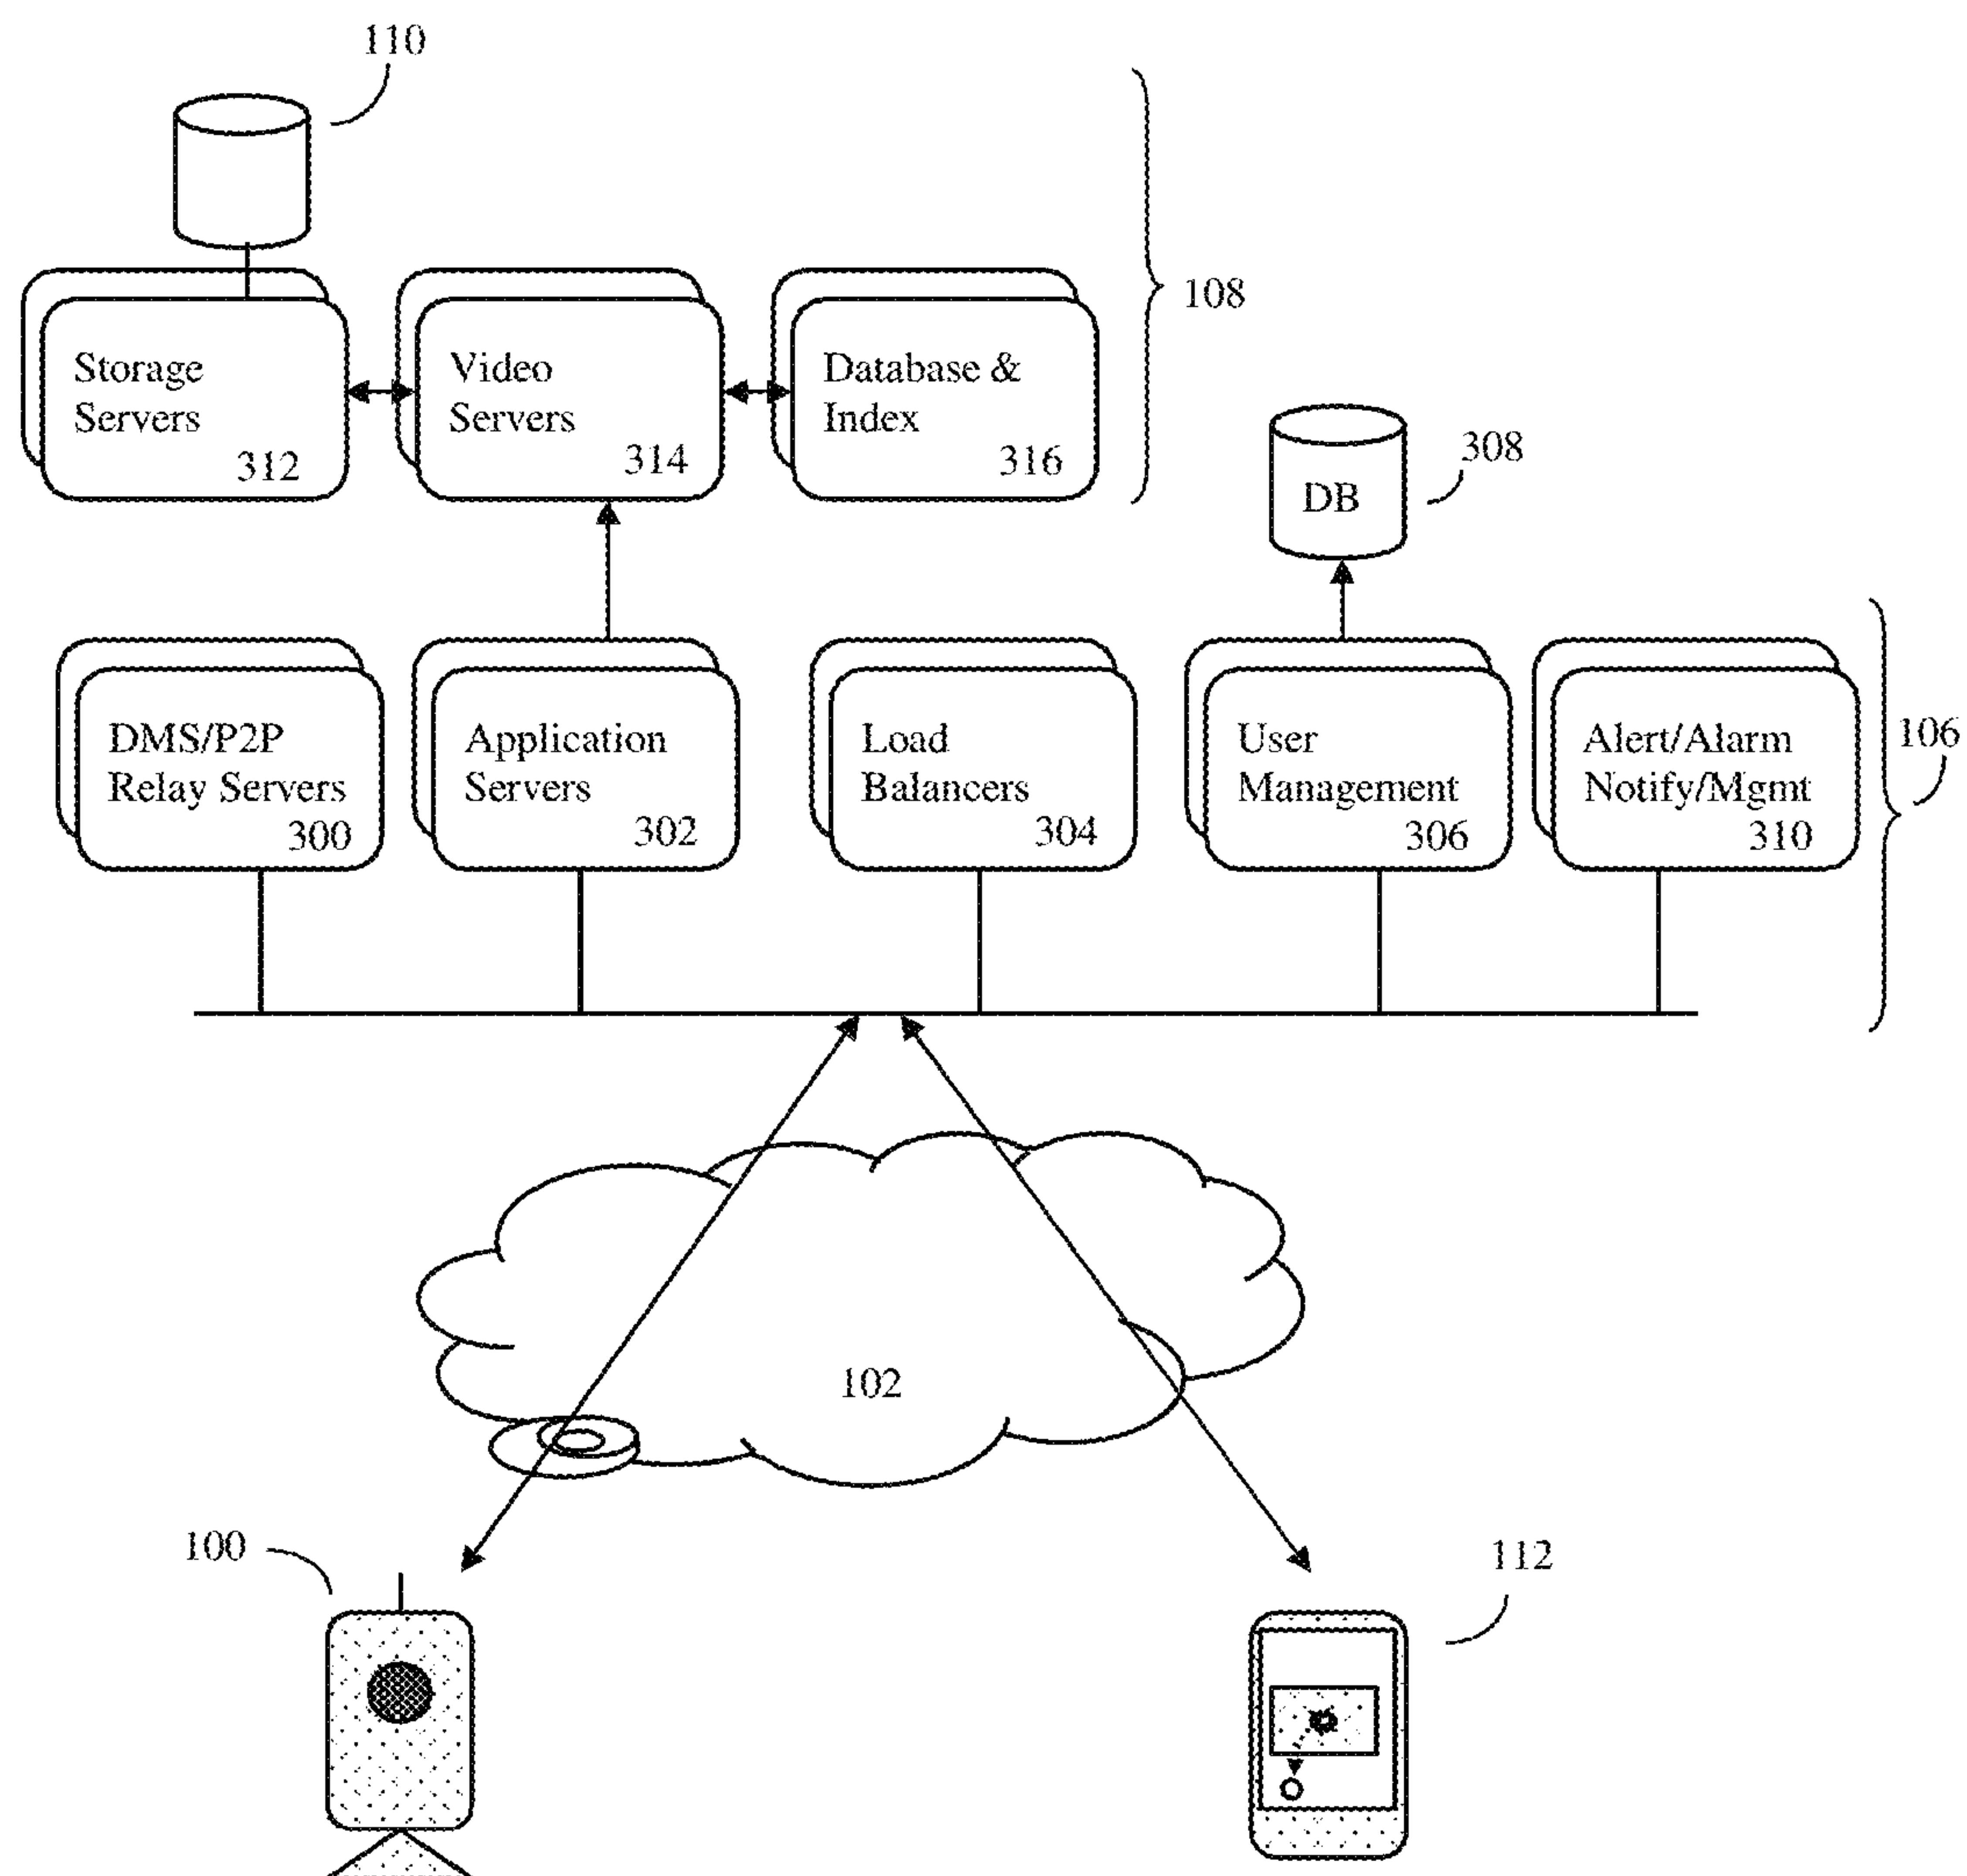 110
108
Storage
Servers
312
Video
Servers
314
Database &
Index
316
308
DB
DMS/P2P
Relay Servers
300
Application
Servers
302
Load
Balancers
304
User
Management
306
Alert/Alarm
Notify/Mgmt
310
106
102
100
112